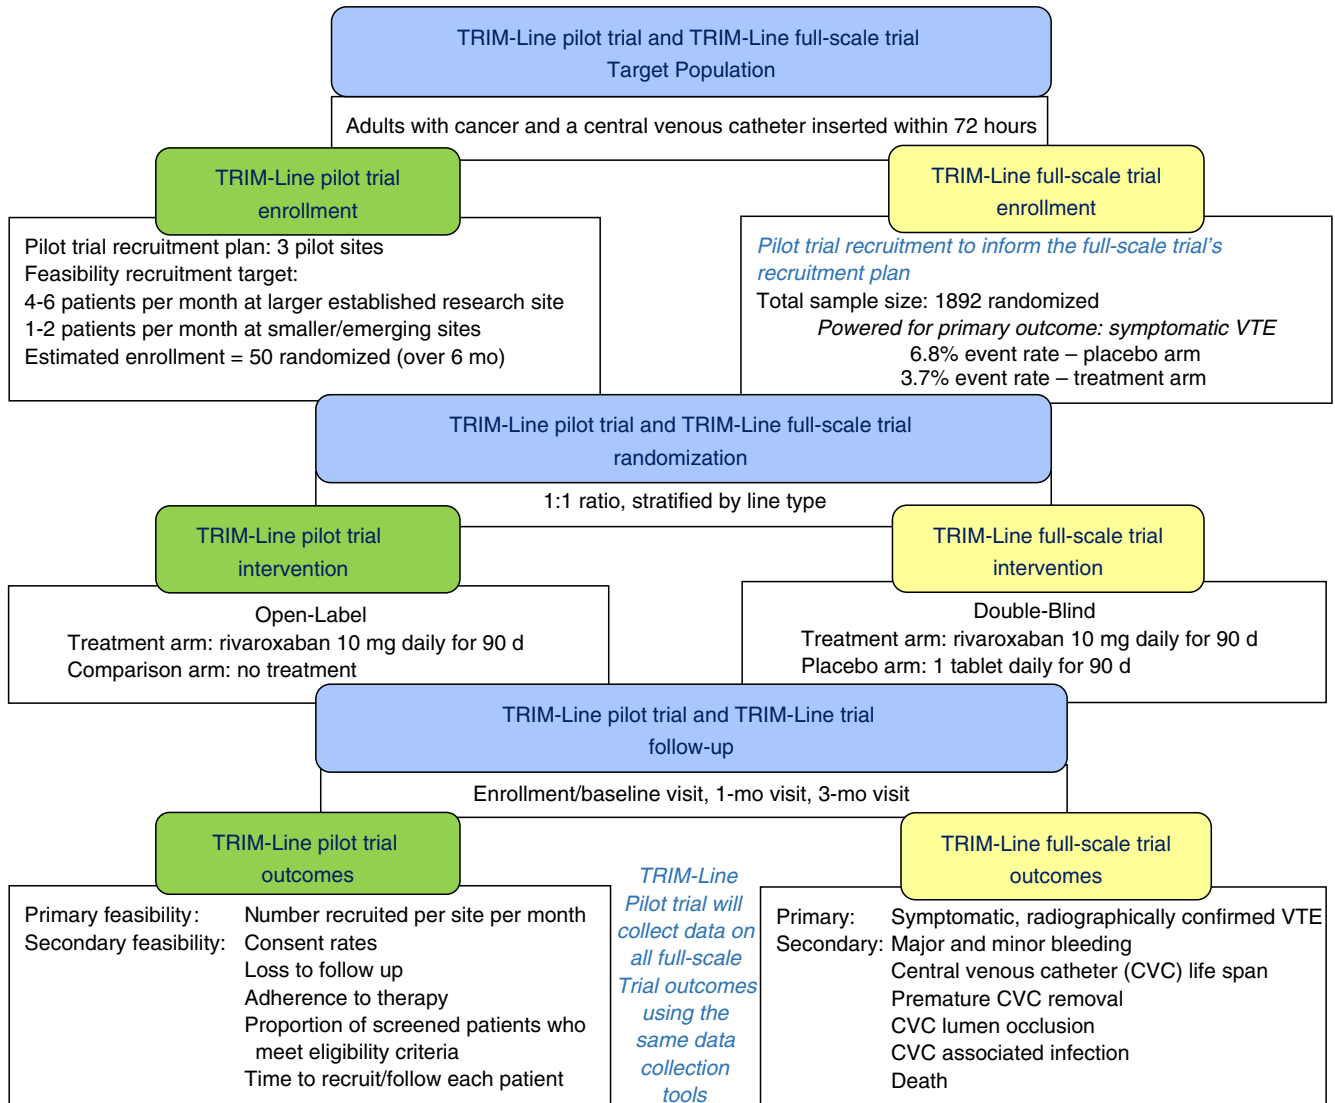 TRIM-Line pilot trial and TRIM-Line full-scale trial
Target Population
Adults with cancer and a central venous catheter inserted within 72 hours
TRIM-Line pilot trial
enrollment
Pilot trial recruitment plan: 3 pilot sites
Feasibility recruitment target:
4-6 patients per month at larger established research site
1-2 patients per month at smaller/emerging sites
Estimated enrollment = 50 randomized (over 6 mo)
TRIM-Line full-scale trial
enrollment
Pilot trial recruitment to inform the full-scale trial's
recruitment plan
Total sample size: 1892 randomized
Powered for primary outcome: symptomatic VTE
6.8% event rate – placebo arm
3.7% event rate – treatment arm
TRIM-Line pilot trial and TRIM-Line full-scale trial
randomization
1:1 ratio, stratified by line type
TRIM-Line pilot trial
intervention
Open-Label
Treatment arm: rivaroxaban 10 mg daily for 90 d
Comparison arm: no treatment
TRIM-Line full-scale trial
intervention
Double-Blind
Treatment arm: rivaroxaban 10 mg daily for 90 d
Placebo arm: 1 tablet daily for 90 d
TRIM-Line pilot trial and TRIM-Line trial
follow-up
Enrollment/baseline visit, 1-mo visit, 3-mo visit
TRIM-Line pilot trial
outcomes
Primary feasibility: Number recruited per site per month
Secondary feasibility: Consent rates
Loss to follow up
Adherence to therapy
Proportion of screened patients who
meet eligibility criteria
Time to recruit/follow each patient
TRIM-Line
Pilot trial will
collect data on
all full-scale
Trial outcomes
using the
same data
collection
tools
TRIM-Line full-scale trial
outcomes
Primary: Symptomatic, radiographically confirmed VTE
Secondary: Major and minor bleeding
Central venous catheter (CVC) life span
Premature CVC removal
CVC lumen occlusion
CVC associated infection
Death